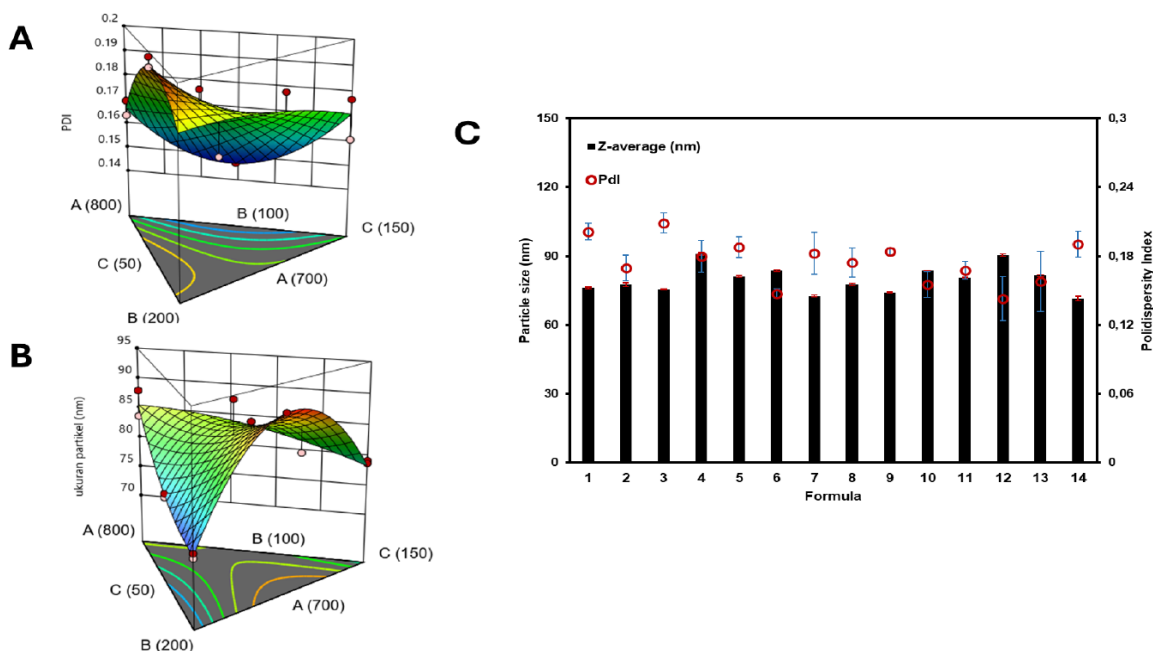 A
0.2
0.19
0.18
0.17
0.16
0.15
0.14
PDI
A (800)
B (100)
C (150)
C (50)
A (700)
B (200)
B
95
90
85
80
75
70
ukuran partikel (nm)
A (800)
B (100)
C (150)
C (50)
A (700)
B (200)
C
150
120
90
60
30
0
Particle size (nm)
Z-average (nm)
PdI
0,3
0,24
0,18
0,12
0,06
0
Polidispersity Index
1 2 3 4 5 6 7 8 9 10 11 12 13 14
Formula